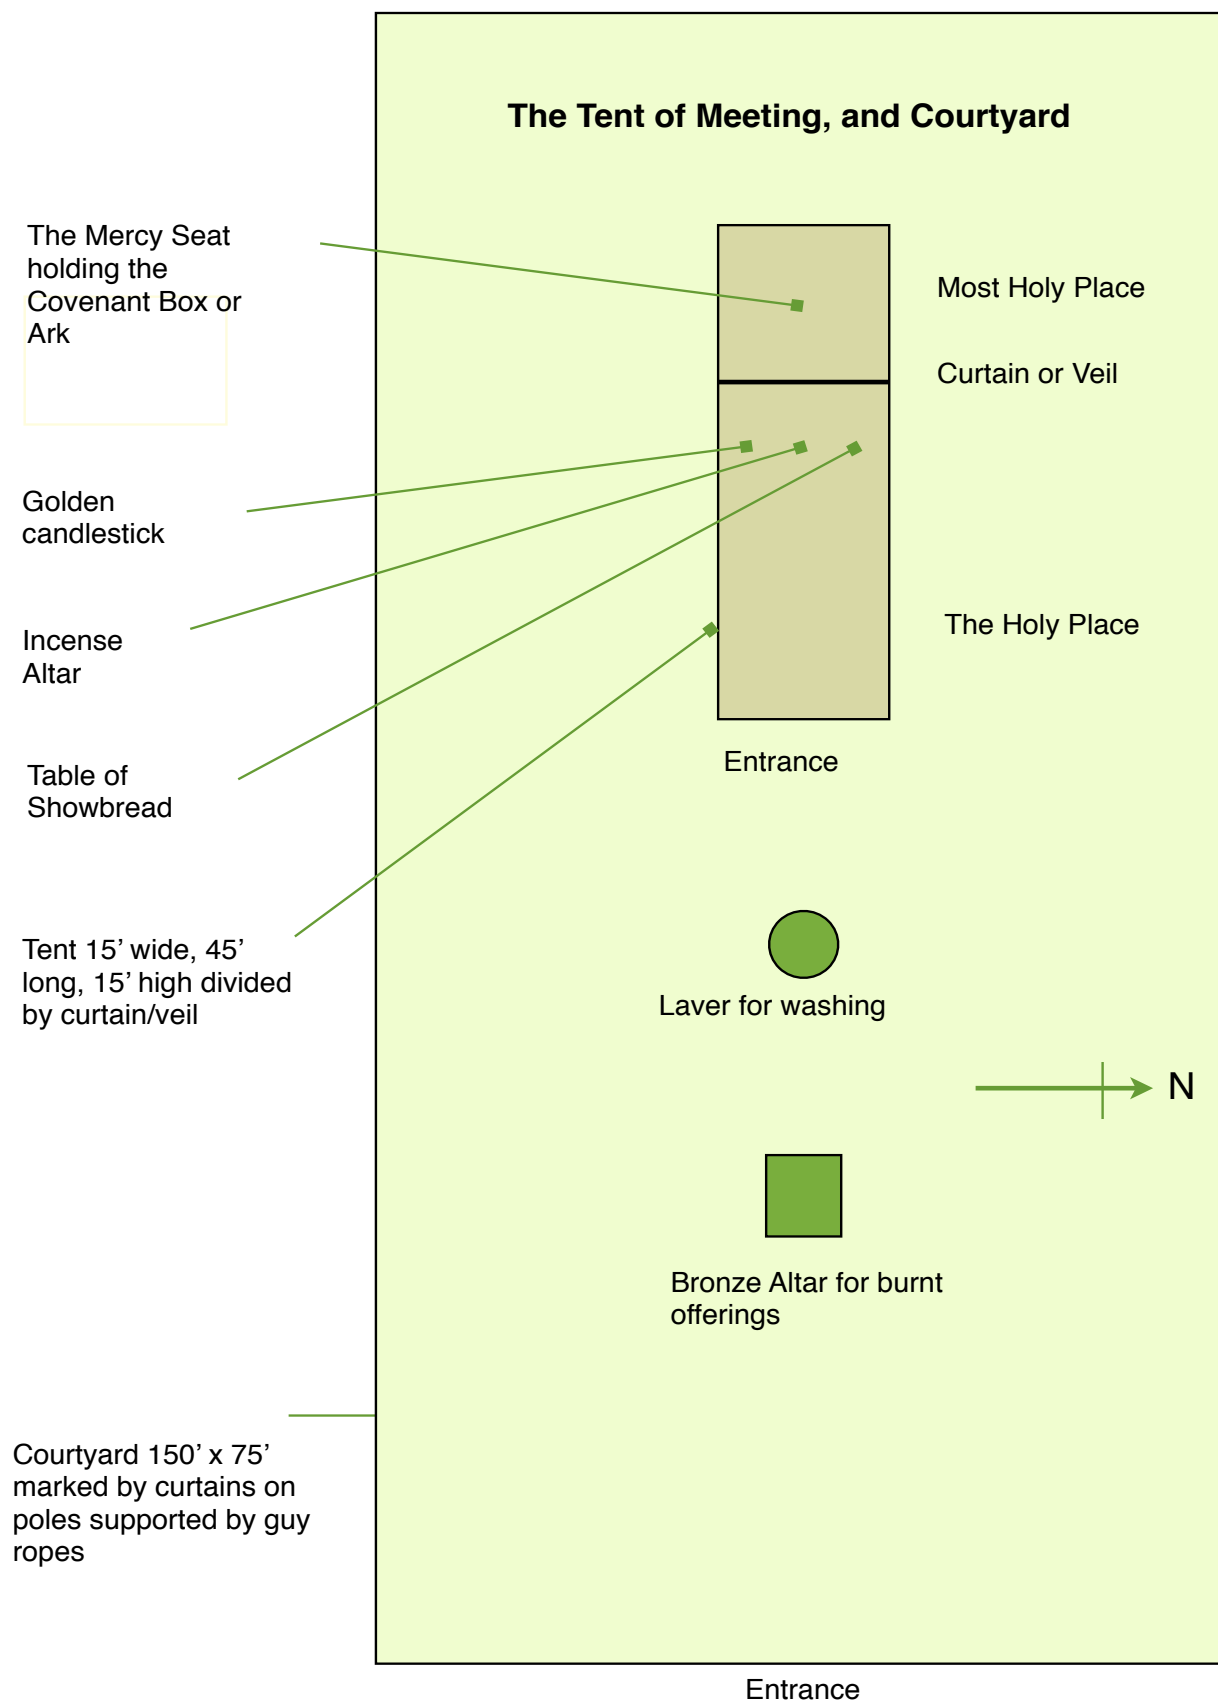 The Tent of Meeting, and Courtyard
The Mercy Seat
holding the
Covenant Box or
Ark
Most Holy Place
Curtain or Veil
Golden
candlestick
Incense
Altar
The Holy Place
Table of
Showbread
Entrance
Tent 15’ wide, 45’
long, 15’ high divided
by curtain/veil
Laver for washing
N
Bronze Altar for burnt
offerings
Courtyard 150’ x 75’
marked by curtains on
poles supported by guy
ropes
Entrance